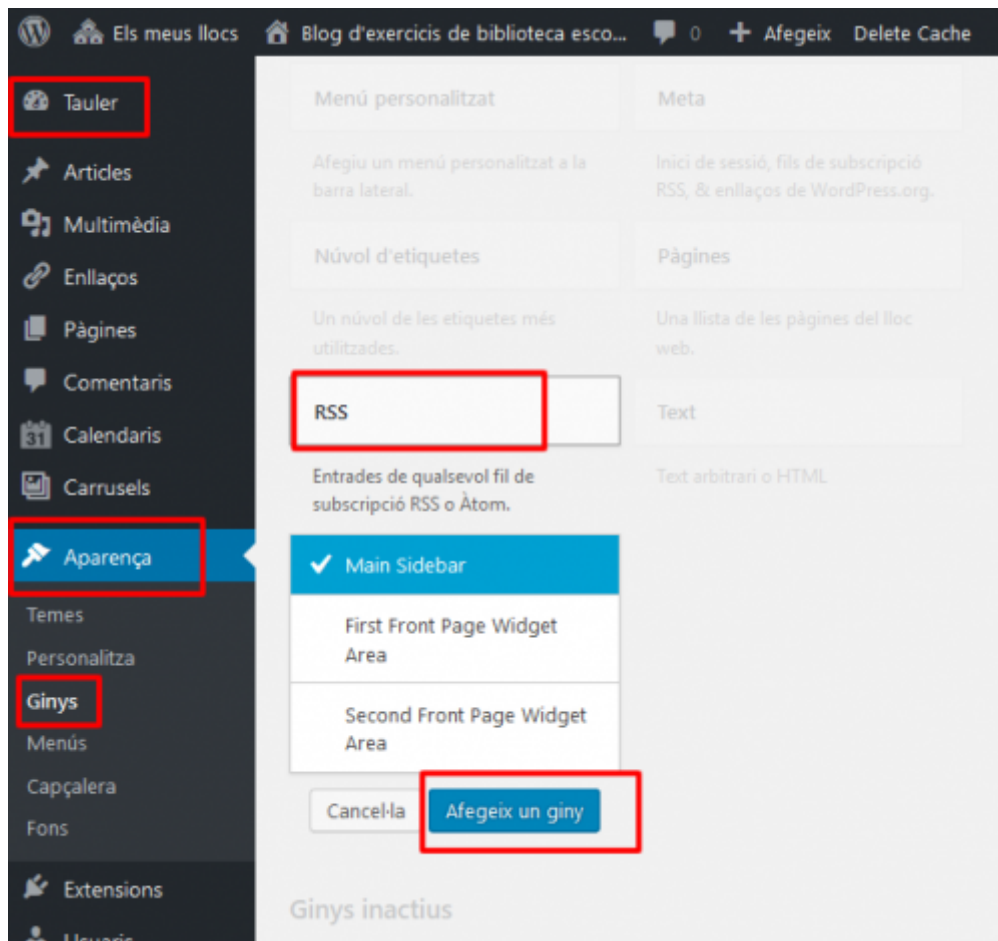 Els meus llocs
Blog d'exercicis de biblioteca esco...
0
Afegeix
Delete Cache
Tauler
Articles
Multimèdia
Enllaços
Pàgines
Comentaris
31
Calendaris
Carrusels
Aparença
Temes
Personalitza
Ginys
Menús
Capçalera
Fons
Extensions
Usuaris
Menú personalitzat
Afegiu un menú personalitzat a la
barra lateral.
Meta
Inici de sessió, fils de subscripció
RSS, & enllaços de WordPress.org.
Núvol d'etiquetes
Un núvol de les etiquetes més
utilitzades.
Pàgines
Una llista de les pàgines del lloc
web.
RSS
Entrades de qualsevol fil de
subscripció RSS o Àtom.
Text
Text arbitrari o HTML
Main Sidebar
First Front Page Widget
Area
Second Front Page Widget
Area
Cancel·la
Afegeix un giny
Ginys inactius